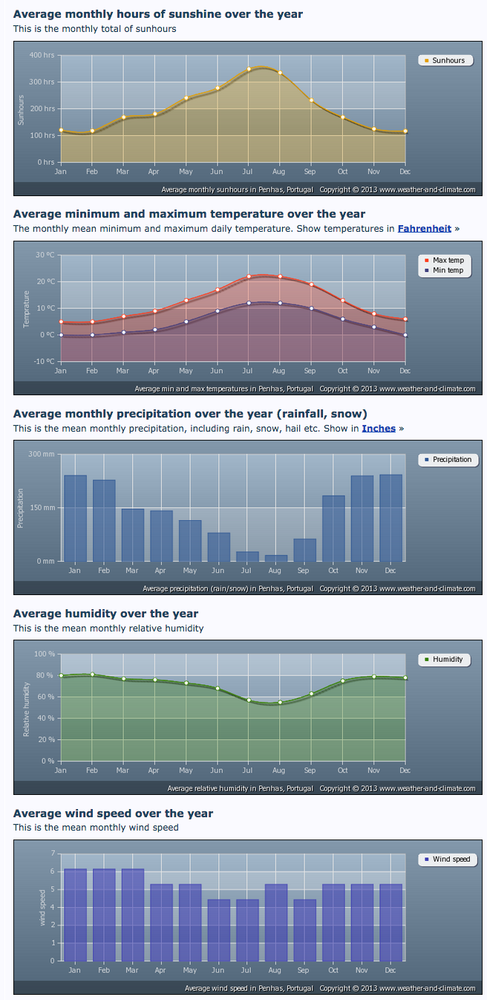 Average monthly hours of sunshine over the year
This is the monthly total of sunhours
400 hrs
300 hrs
200 hrs
100 hrs
0 hrs
Sunhours
Jan Feb Mar Apr May Jun Jul Aug Sep Oct Nov Dec
Sunhours
Average monthly sunhours in Penhas, Portugal Copyright © 2013 www.weather-and-climate.com
Average minimum and maximum temperature over the year
The monthly mean minimum and maximum daily temperature. Show temperatures in Fahrenheit »
30 ºC
20 ºC
10 ºC
0 ºC
-10 ºC
Temprature
Jan Feb Mar Apr May Jun Jul Aug Sep Oct Nov Dec
Max temp
Min temp
Average min and max temperatures in Penhas, Portugal Copyright © 2013 www.weather-and-climate.com
Average monthly precipitation over the year (rainfall, snow)
This is the mean monthly precipitation, including rain, snow, hail etc. Show in Inches »
300 mm
150 mm
0 mm
Precipitation
Jan Feb Mar Apr May Jun Jul Aug Sep Oct Nov Dec
Precipitation
Average precipitation (rain/snow) in Penhas, Portugal Copyright © 2013 www.weather-and-climate.com
Average humidity over the year
This is the mean monthly relative humidity
100 %
80 %
60 %
40 %
20 %
0 %
Relative humidity
Jan Feb Mar Apr May Jun Jul Aug Sep Oct Nov Dec
Humidity
Average relative humidity in Penhas, Portugal Copyright © 2013 www.weather-and-climate.com
Average wind speed over the year
This is the mean monthly wind speed
7
6
5
4
2
1
0
wind speed
Jan Feb Mar Apr May Jun Jul Aug Sep Oct Nov Dec
Wind speed
Average wind speed in Penhas, Portugal Copyright © 2013 www.weather-and-climate.com